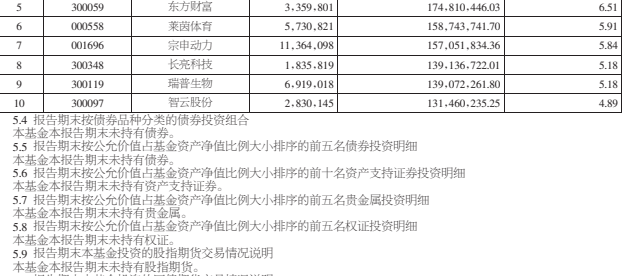 5 300059 东方财富 3,359,801 174,810,446.03 6.51
6 000558 莱茵体育 5,730,821 158,743,741.70 5.91
7 001696 宗申动力 11,364,098 157,051,834.36 5.84
8 300348 长亮科技 1,835,819 139,136,722.01 5.18
9 300119 瑞普生物 6,919,018 139,072,261.80 5.18
10 300097 智云股份 2,830,145 131,460,235.25 4.89
5.4 报告期末按债券品种分类的债券投资组合
本基金本报告期末未持有债券。
5.5 报告期末按公允价值占基金资产净值比例大小排序的前五名债券投资明细
本基金本报告期末未持有债券。
5.6 报告期末按公允价值占基金资产净值比例大小排序的前十名资产支持证券投资明细
本基金本报告期末未持有资产支持证券。
5.7 报告期末按公允价值占基金资产净值比例大小排序的前五名贵金属投资明细
本基金本报告期末未持有贵金属。
5.8 报告期末按公允价值占基金资产净值比例大小排序的前五名权证投资明细
本基金本报告期末未持有权证。
5.9 报告期末本基金投资的股指期货交易情况说明
本基金本报告期末未持有股指期货。